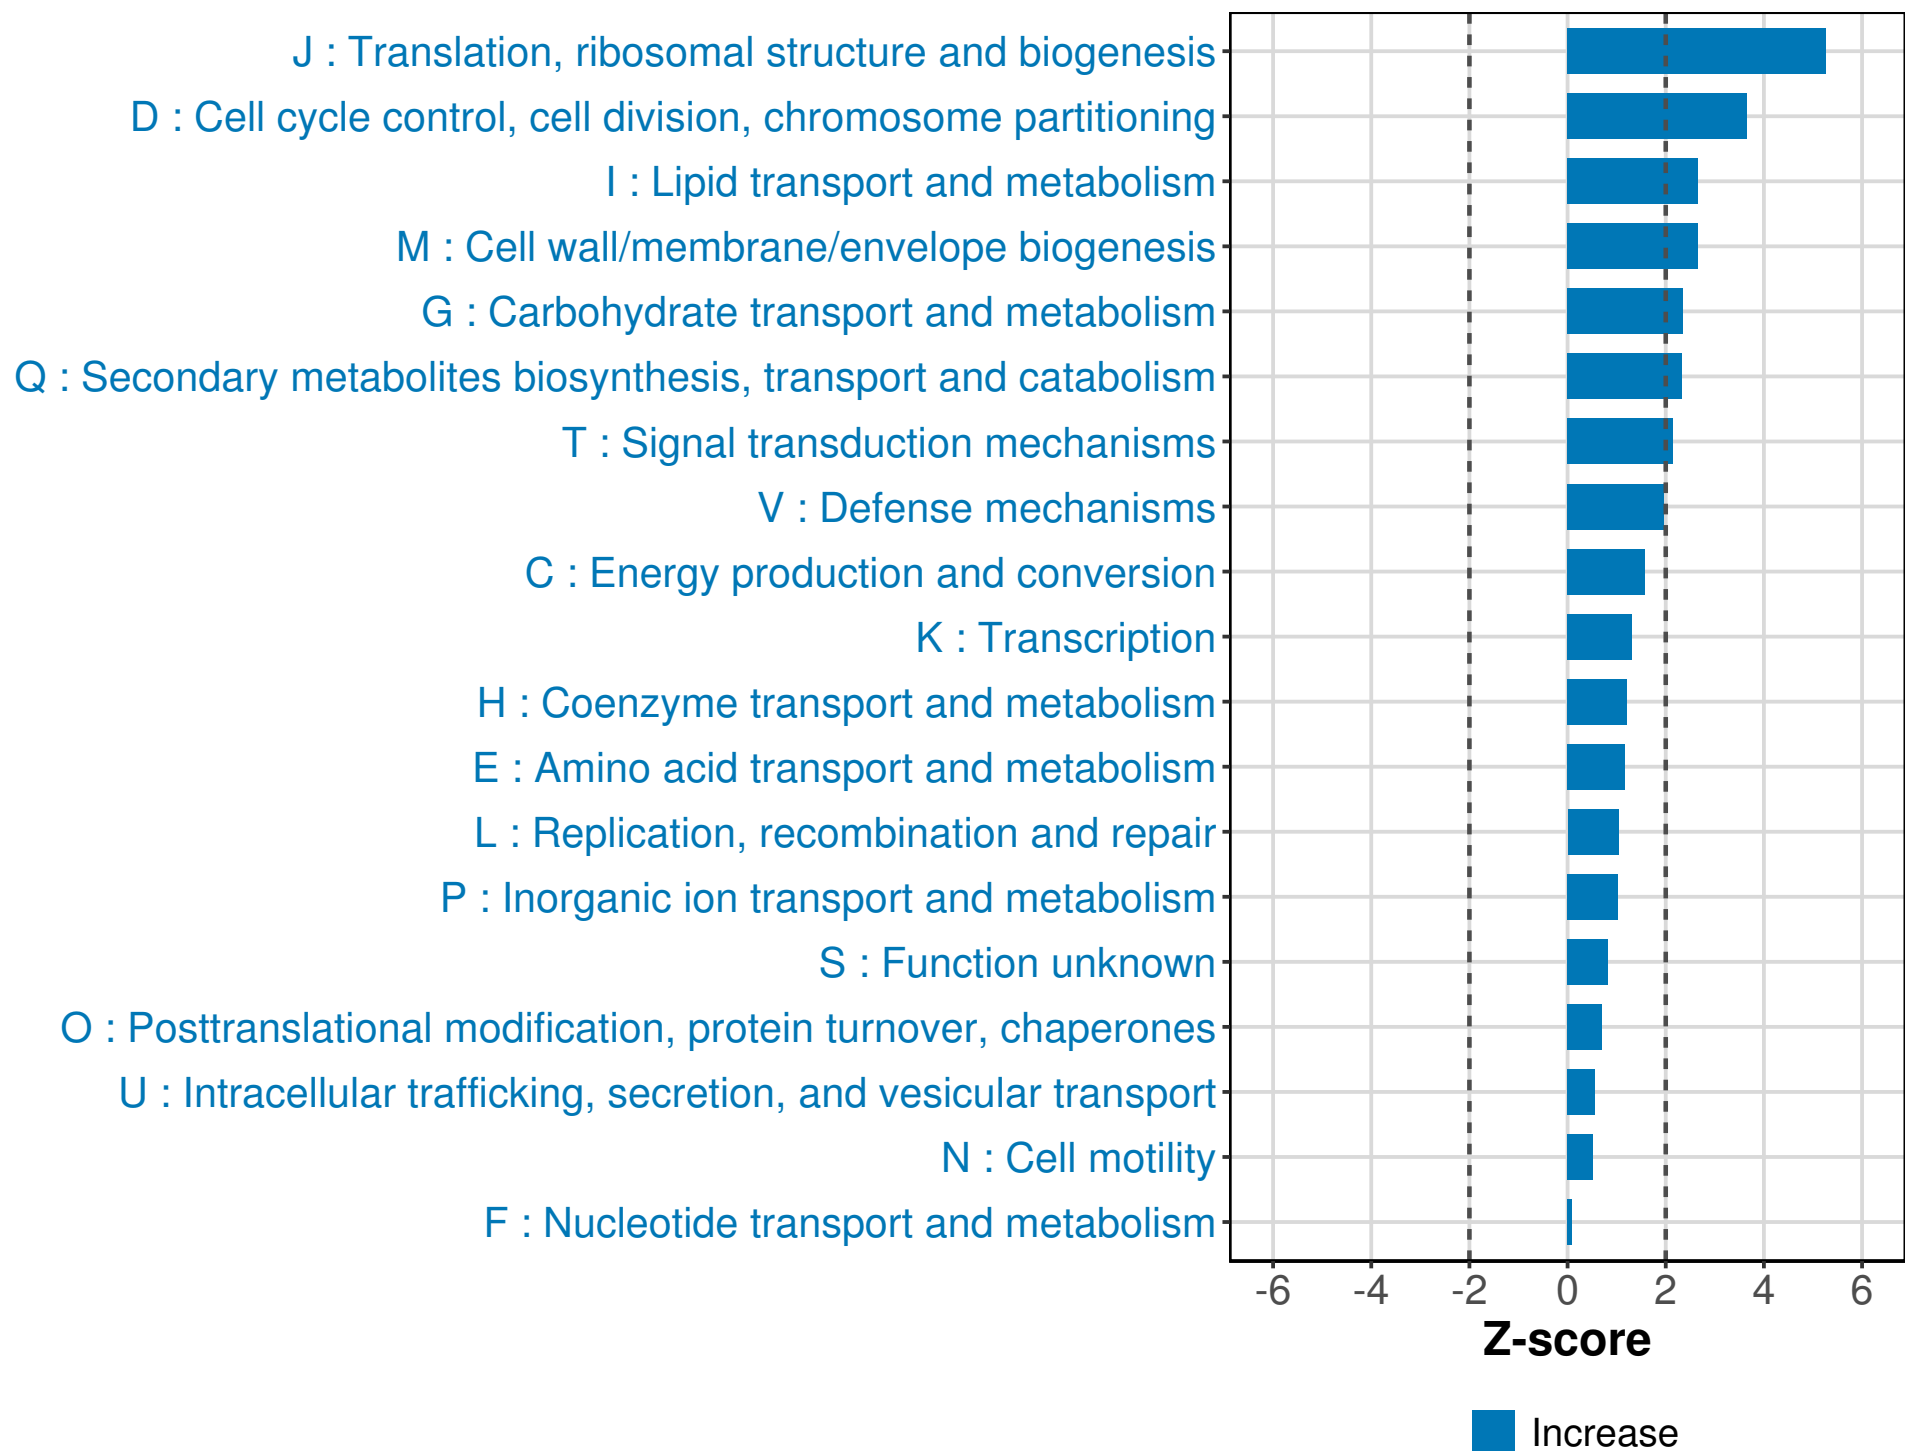 J : Translation, ribosomal structure and biogenesis
D : Cell cycle control, cell division, chromosome partitioning
I : Lipid transport and metabolism
M : Cell wall/membrane/envelope biogenesis
G : Carbohydrate transport and metabolism
Q : Secondary metabolites biosynthesis, transport and catabolism
T : Signal transduction mechanisms
V : Defense mechanisms
C : Energy production and conversion
K : Transcription
H : Coenzyme transport and metabolism
E : Amino acid transport and metabolism
L : Replication, recombination and repair
P : Inorganic ion transport and metabolism
S : Function unknown
O : Posttranslational modification, protein turnover, chaperones
U : Intracellular trafficking, secretion, and vesicular transport
N : Cell motility
F : Nucleotide transport and metabolism
-6 -4 -2 0 2 4 6
Z-score
Increase